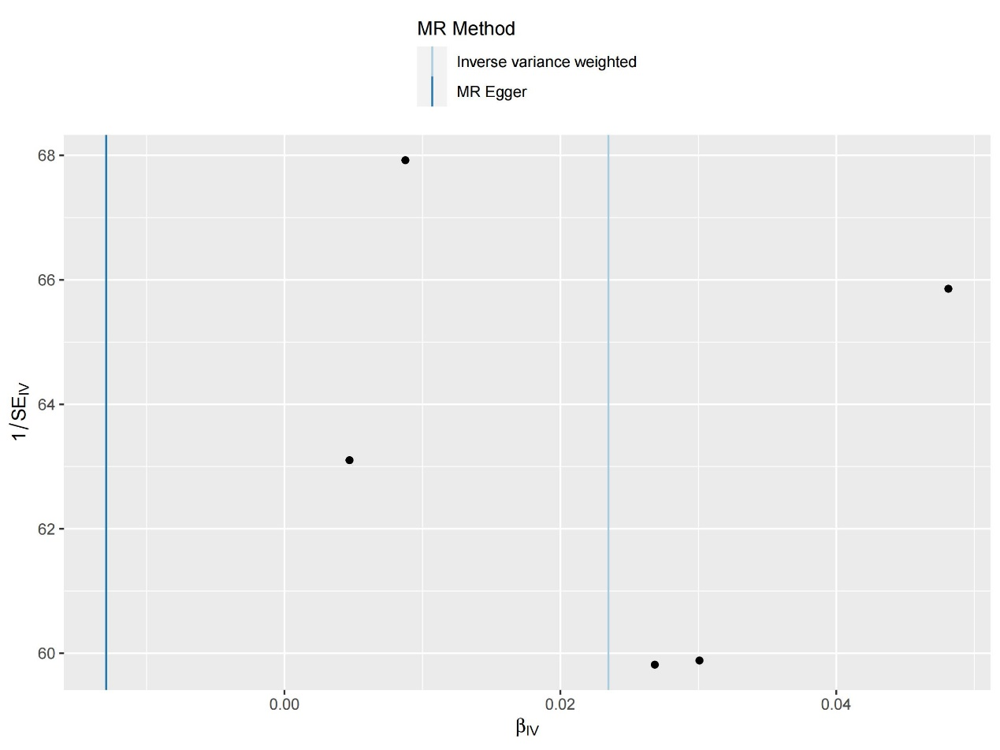 MR Method
Inverse variance weighted
MR Egger
68
66
64
62
60
1/SEIV
0.00
0.02
0.04
βIV